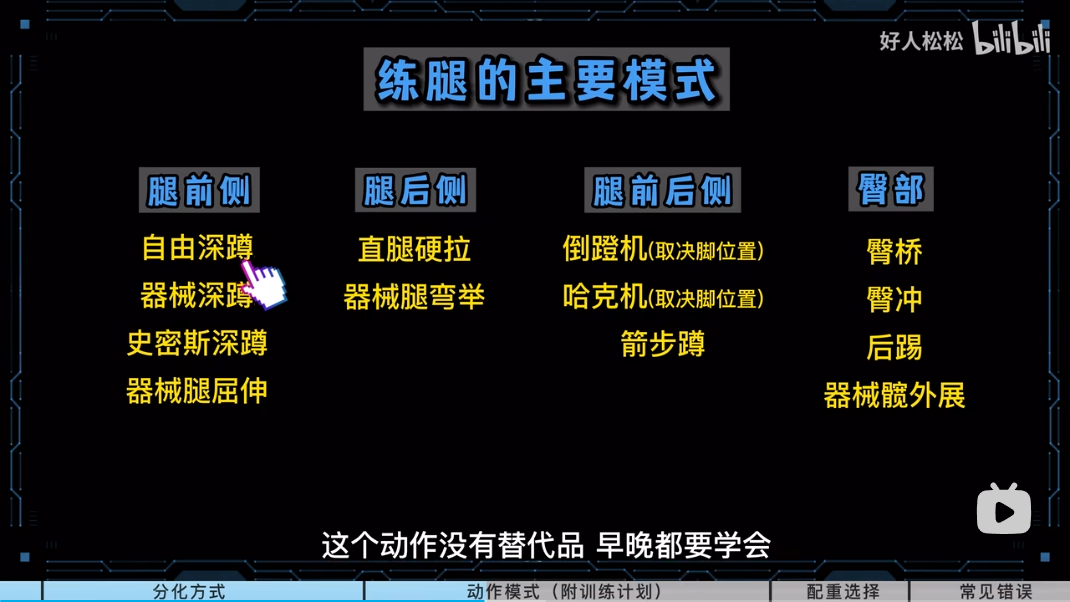 好人松松 bilibili
练腿的主要模式
腿前侧
自由深蹲
器械深蹲
史密斯深蹲
器械腿屈伸
腿后侧
直腿硬拉
器械腿弯举
腿前后侧
倒蹬机(取决脚位置)
哈克机(取决脚位置)
箭步蹲
臀部
臀桥
臀冲
后踢
器械髋外展
这个动作没有替代品 早晚都要学会
分化方式
动作模式（附训练计划）
配重选择
常见错误